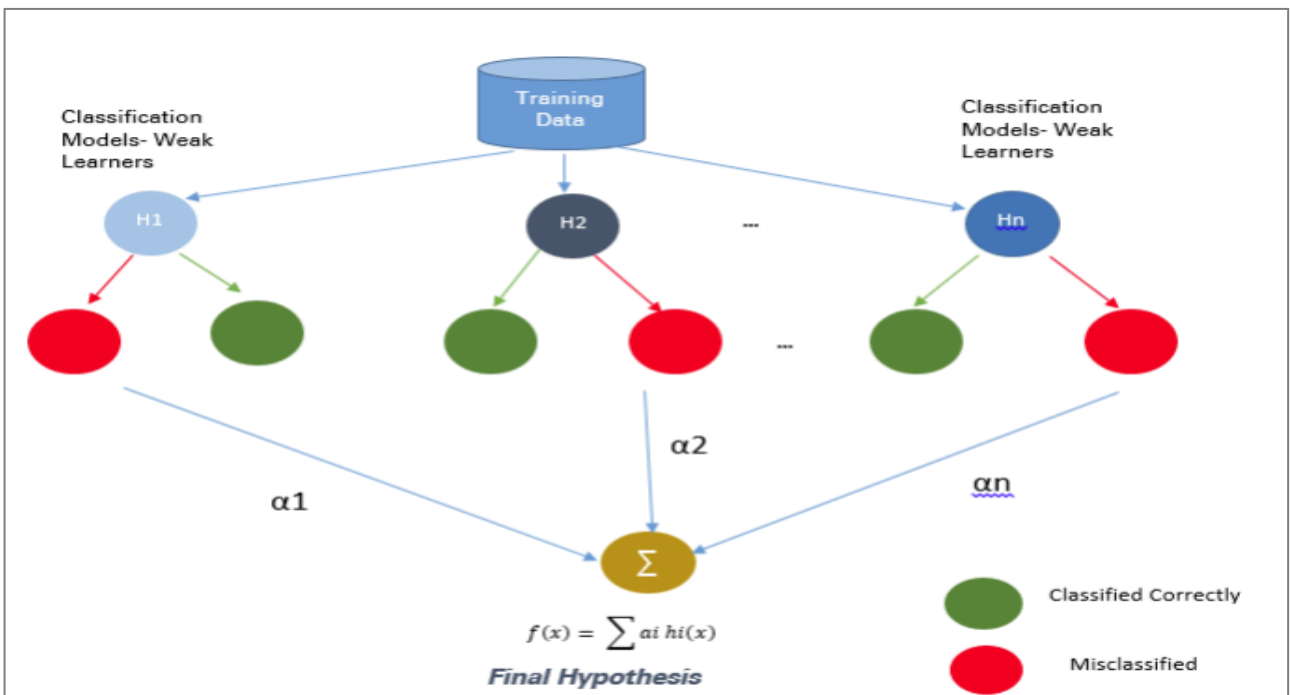 Training
Data
Classification
Models- Weak
Learners
Classification
Models- Weak
Learners
H1
H2
...
Hn
...
α1
α2
αn
∑
f(x) = ∑ ai hi(x)
Final Hypothesis
Classified Correctly
Misclassified